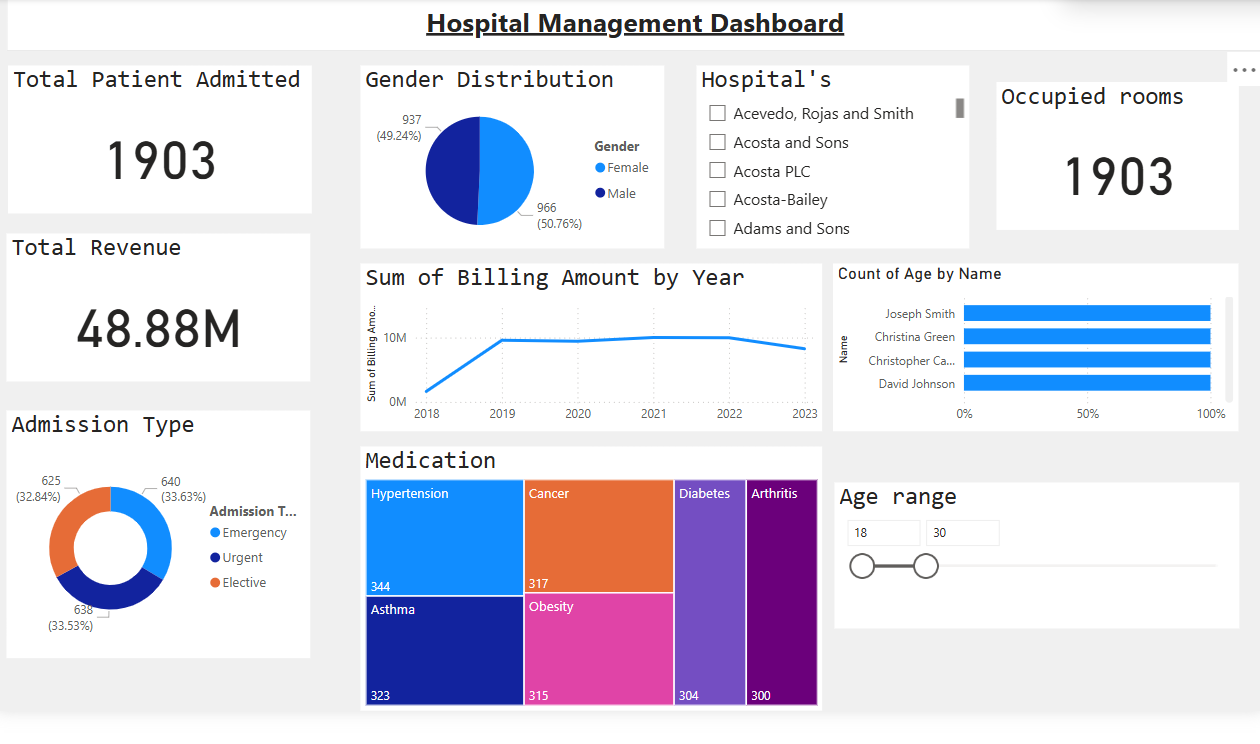 Hospital Management Dashboard
Total Patient Admitted
1903
Gender Distribution
937
(49.24%)
966
(50.76%)
Gender
Female
Male
Hospital's
Acevedo, Rojas and Smith
Acosta and Sons
Acosta PLC
Acosta-Bailey
Adams and Sons
Occupied rooms
1903
Total Revenue
48.88M
Sum of Billing Amount by Year
Sum of Billing Amo...
10M
0M
2018 2019 2020 2021 2022 2023
Count of Age by Name
Name
Joseph Smith
Christina Green
Christopher Ca...
David Johnson
0% 50% 100%
Admission Type
625
(32.84%)
640
(33.63%)
638
(33.53%)
Admission T...
Emergency
Urgent
Elective
Medication
Hypertension
344
Asthma
323
Cancer
317
Obesity
315
Diabetes
304
Arthritis
300
Age range
18 30